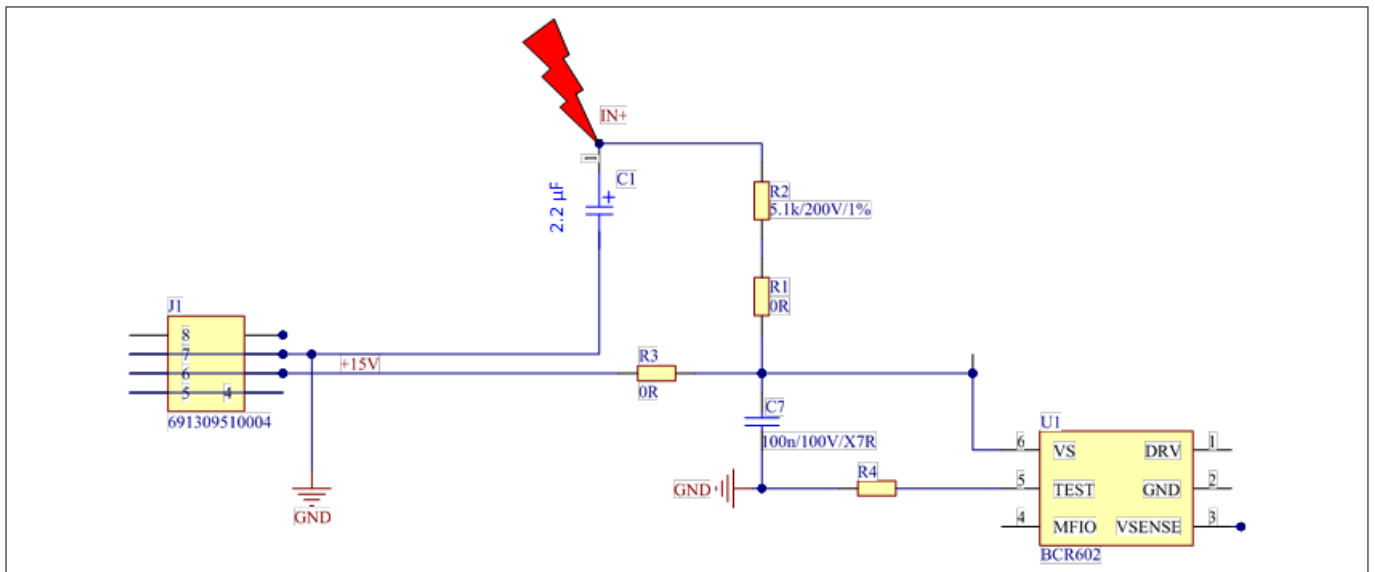 IN+
1
C1
+
2.2 µF
R2
5.1k/200V/1%
R1
0R
J1
8
7
6
5
4
691309510004
+15V
R3
0R
C7
100n/100V/X7R
R4
GND
GND
U1
6
VS
DRV
1
5
TEST
GND
2
4
MFIO
VSENSE
3
BCR602